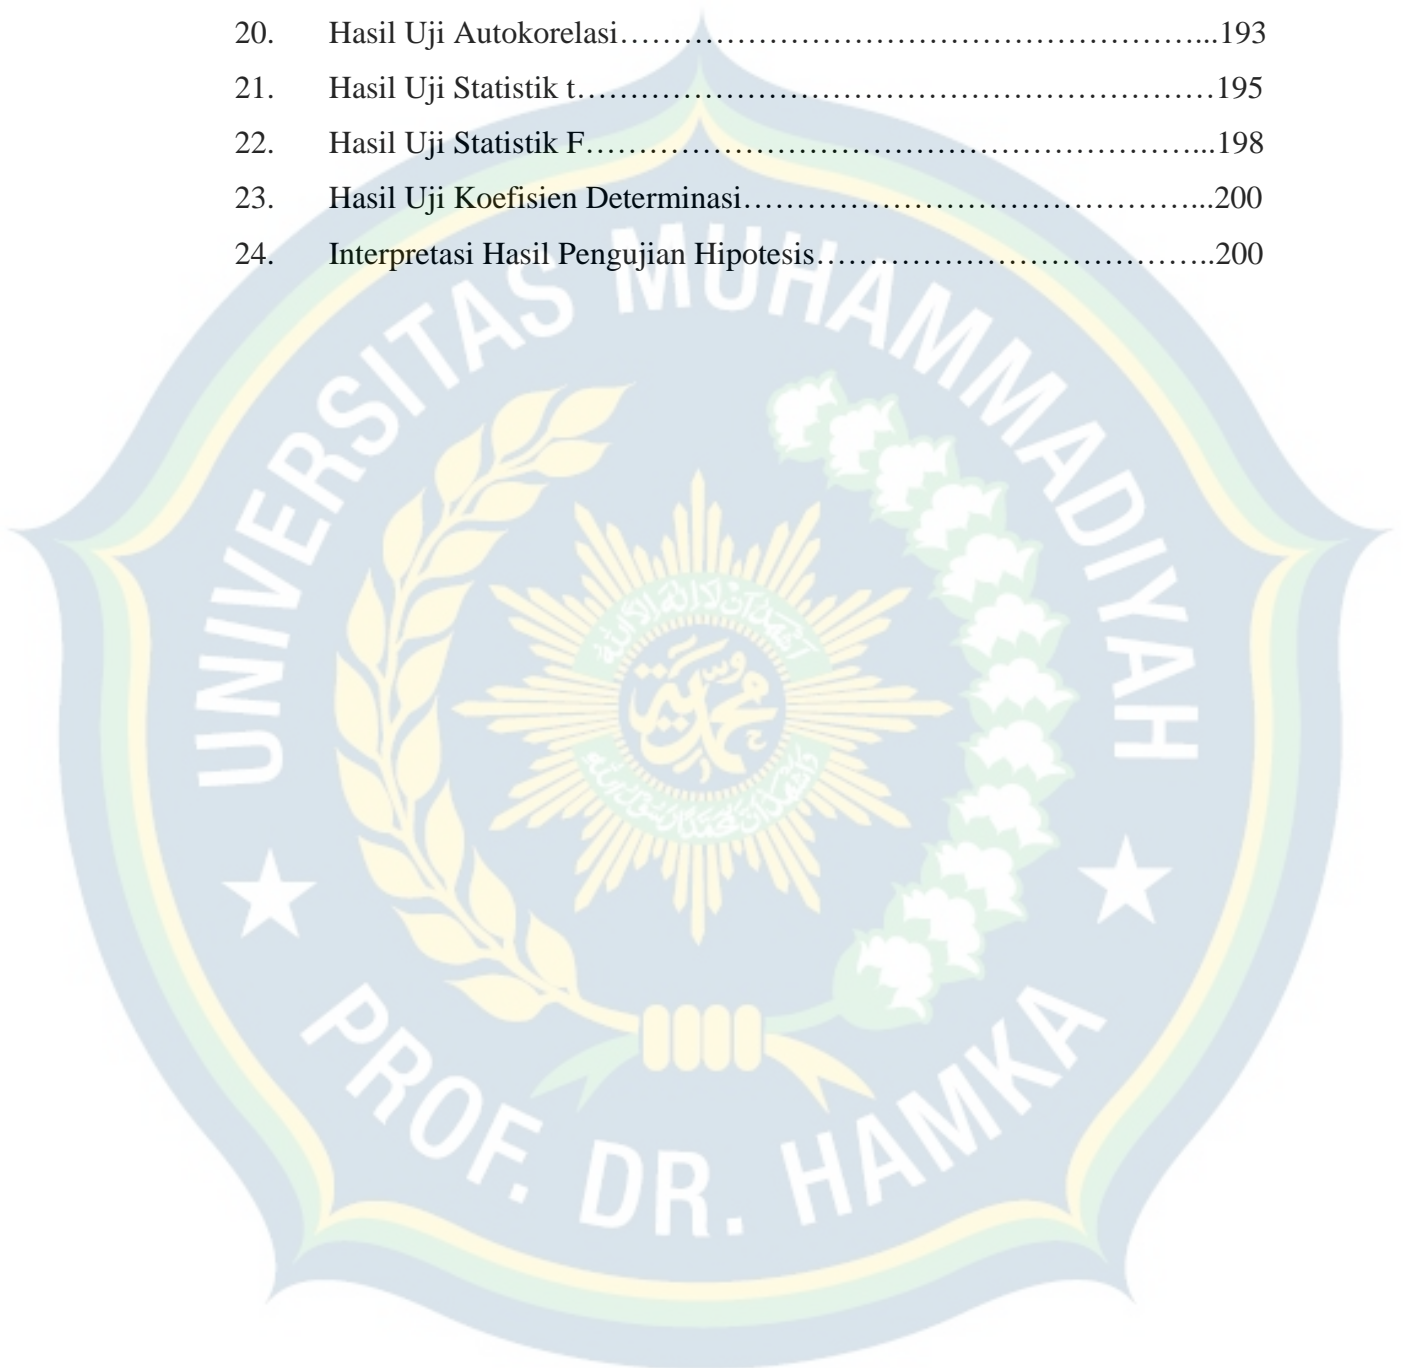 20. Hasil Uji Autokorelasi…………………………………………………...193
21. Hasil Uji Statistik t………………………………………………………195
22. Hasil Uji Statistik F……………………………………………………...198
23. Hasil Uji Koefisien Determinasi………………………………………...200
24. Interpretasi Hasil Pengujian Hipotesis…………………………………..200
UNIVERSITAS MUHAMMADIYAH
محمدية
PROF. DR. HAMKA